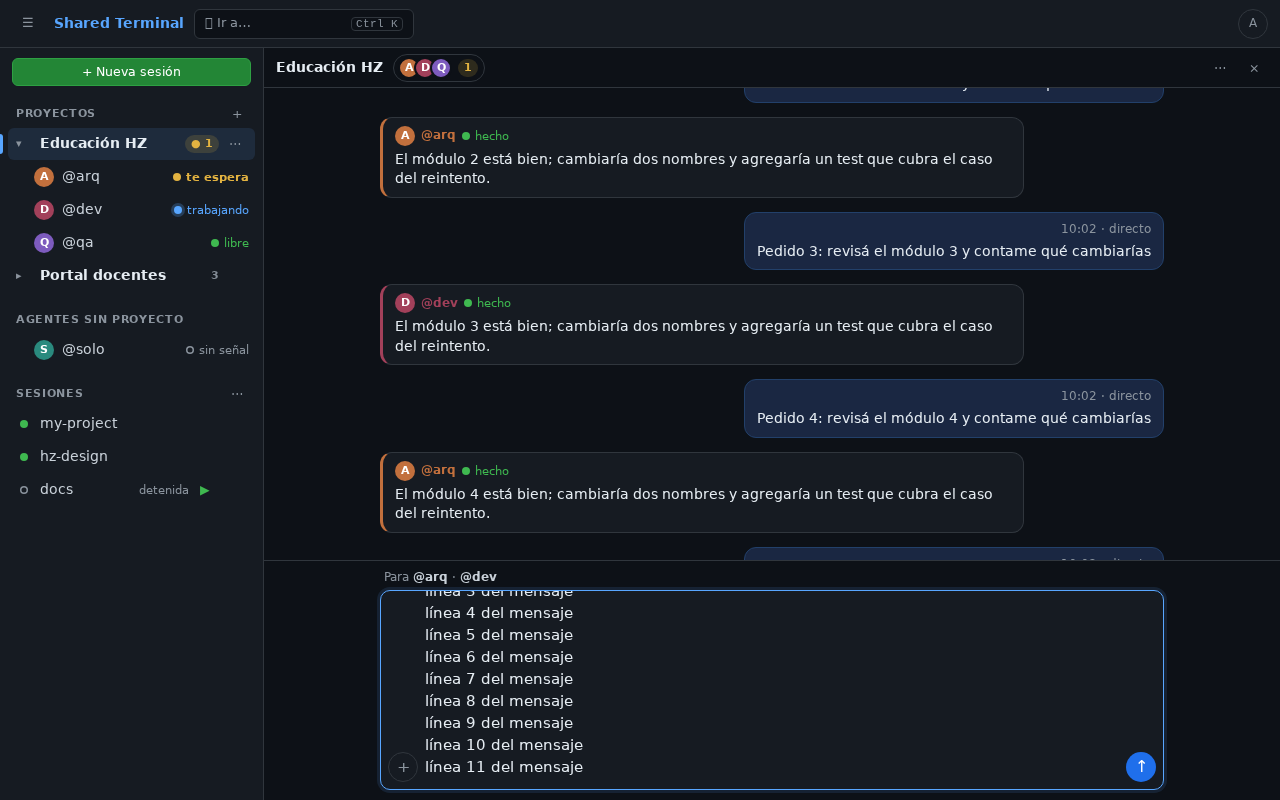 ☰ Shared Terminal Ir a… Ctrl K A
+ Nueva sesión
PROYECTOS +
▾ Educación HZ 1 ···
A @arq te espera
D @dev trabajando
Q @qa libre
▸ Portal docentes 3
AGENTES SIN PROYECTO
S @solo sin señal
SESIONES ···
my-project
hz-design
docs detenida ▶
Educación HZ A D Q 1 ··· ×
A @arq hecho
El módulo 2 está bien; cambiaría dos nombres y agregaría un test que cubra el caso
del reintento.
10:02 · directo
Pedido 3: revisá el módulo 3 y contame qué cambiarías
D @dev hecho
El módulo 3 está bien; cambiaría dos nombres y agregaría un test que cubra el caso
del reintento.
10:02 · directo
Pedido 4: revisá el módulo 4 y contame qué cambiarías
A @arq hecho
El módulo 4 está bien; cambiaría dos nombres y agregaría un test que cubra el caso
del reintento.
Para @arq · @dev
línea 3 del mensaje
línea 4 del mensaje
línea 5 del mensaje
línea 6 del mensaje
línea 7 del mensaje
línea 8 del mensaje
línea 9 del mensaje
línea 10 del mensaje
+ línea 11 del mensaje ↑